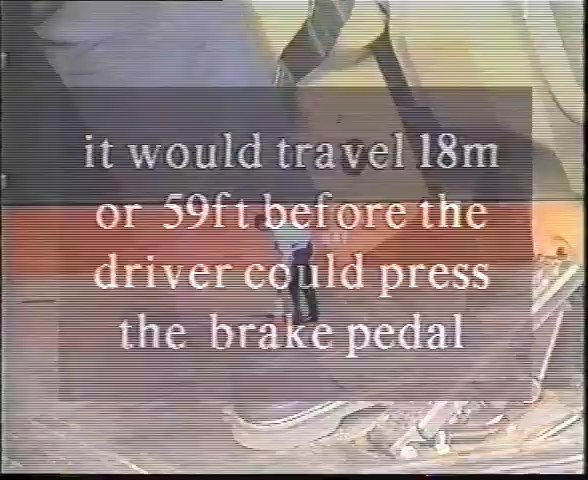 it would travel 18m
or 59ft before the
driver could press
the brake pedal